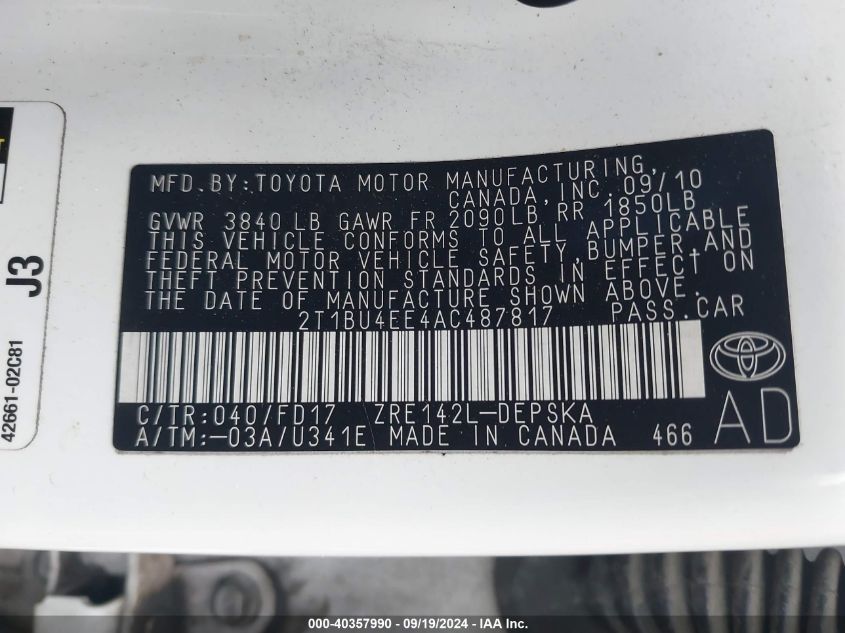 MFD.BY:TOYOTA MOTOR MANUFACTURING,
CANADA,INC.09/10
GVWR 3840 LB GAWR FR 2090LB RR 1850LB
THIS VEHICLE CONFORMS TO ALL APPLICABLE
FEDERAL MOTOR VEHICLE SAFETY,BUMPER,AND
THEFT PREVENTION STANDARDS IN EFFECT ON
THE DATE OF MANUFACTURE SHOWN ABOVE.
2T1BU4EE4AC487817 PASS.CAR
C/TR:040/FD17 ZRE142L-DEPSKA
A/TM:-03A/U341E MADE IN CANADA 466
AD
J3
42661-02C81
000-40357990 - 09/19/2024 - IAA Inc.